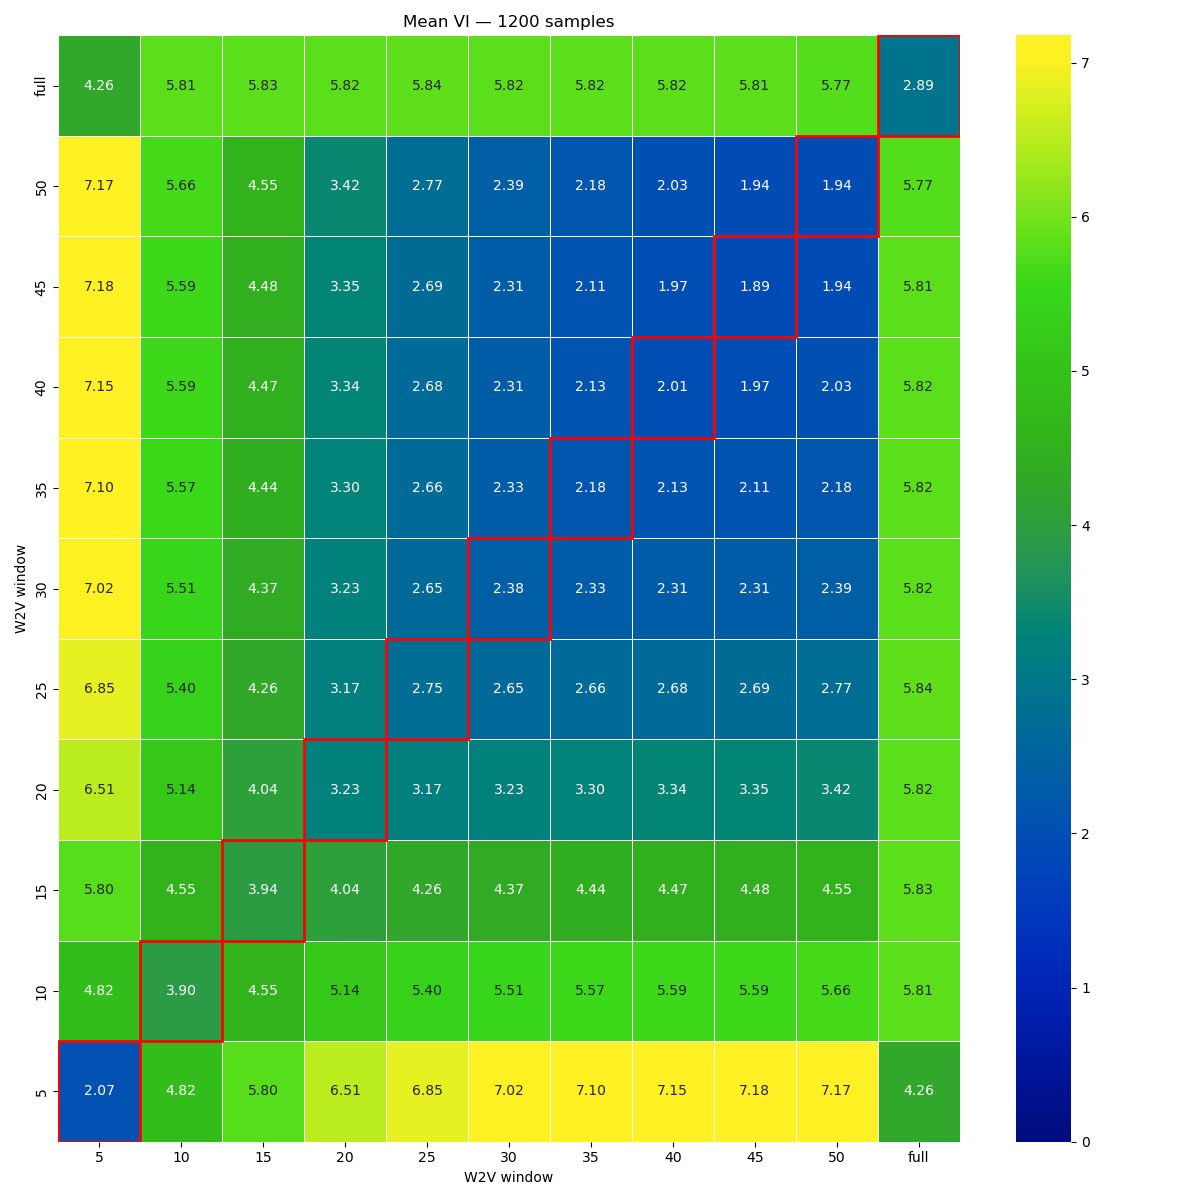 Mean VI — 1200 samples
full 4.26 5.81 5.83 5.82 5.84 5.82 5.82 5.82 5.81 5.77 2.89
50 7.17 5.66 4.55 3.42 2.77 2.39 2.18 2.03 1.94 1.94 5.77
45 7.18 5.59 4.48 3.35 2.69 2.31 2.11 1.97 1.89 1.94 5.81
40 7.15 5.59 4.47 3.34 2.68 2.31 2.13 2.01 1.97 2.03 5.82
35 7.10 5.57 4.44 3.30 2.66 2.33 2.18 2.13 2.11 2.18 5.82
30 7.02 5.51 4.37 3.23 2.65 2.38 2.33 2.31 2.31 2.39 5.82
25 6.85 5.40 4.26 3.17 2.75 2.65 2.66 2.68 2.69 2.77 5.84
20 6.51 5.14 4.04 3.23 3.17 3.23 3.30 3.34 3.35 3.42 5.82
15 5.80 4.55 3.94 4.04 4.26 4.37 4.44 4.47 4.48 4.55 5.83
10 4.82 3.90 4.55 5.14 5.40 5.51 5.57 5.59 5.59 5.66 5.81
5 2.07 4.82 5.80 6.51 6.85 7.02 7.10 7.15 7.18 7.17 4.26
5 10 15 20 25 30 35 40 45 50 full
W2V window
W2V window
7
6
5
4
3
2
1
0